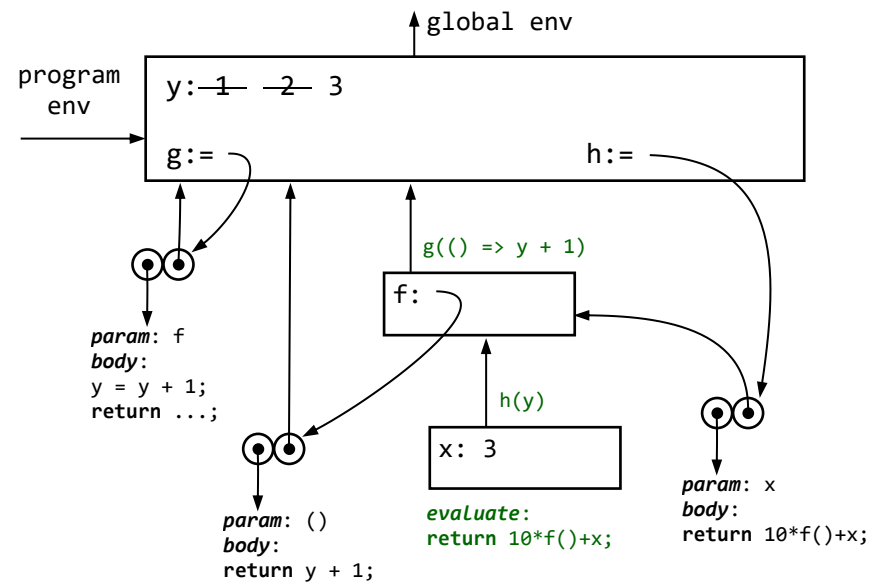 global env
program
env
y: 1 2 3
g:=
h:=
g(() => y + 1)
f:
param: f
body:
y = y + 1;
return ...;
h(y)
x: 3
param: x
body:
return 10*f()+x;
evaluate:
return 10*f()+x;
param: ()
body:
return y + 1;